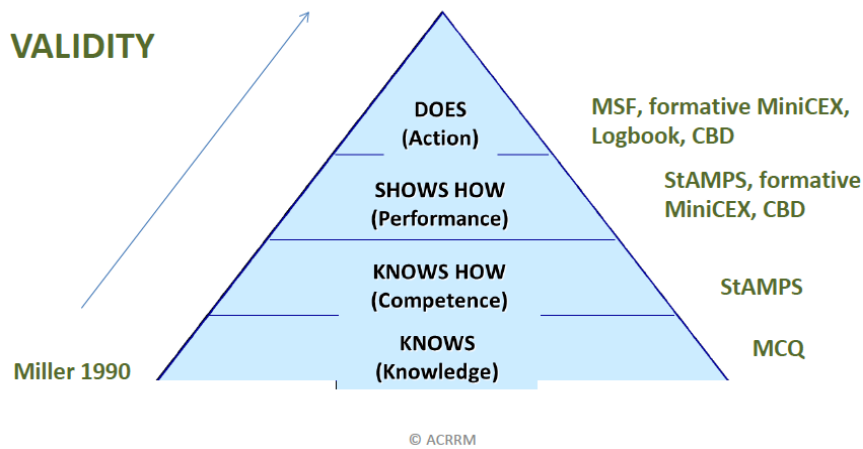 VALIDITY
DOES
(Action)
MSF, formative MiniCEX,
Logbook, CBD
SHOWS HOW
(Performance)
StAMPS, formative
MiniCEX, CBD
KNOWS HOW
(Competence)
StAMPS
KNOWS
(Knowledge)
MCQ
Miller 1990
© ACRRM